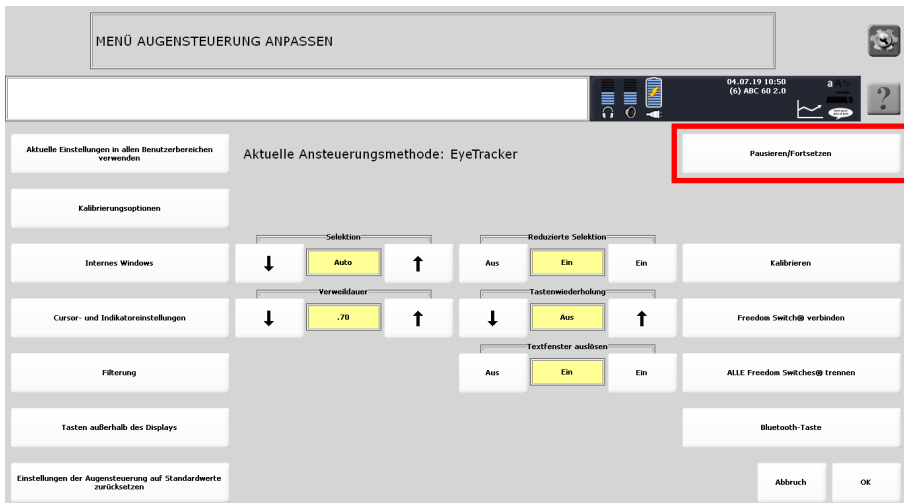 MENÜ AUGENSTEUERUNG ANPASSEN
04.07.19 10:50
(6) ABC 60 2.0
a
?
Aktuelle Einstellungen in allen Benutzerbereichen
verwenden
Aktuelle Ansteuerungsmethode: EyeTracker
Pausieren/Fortsetzen
Kalibrierungsoptionen
Selektion
Reduzierte Selektion
Internes Windows
↓
Auto
↑
Aus
Ein
Ein
Kalibrieren
Verweildauer
Tastenwiederholung
Cursor- und Indikatoreinstellungen
↓
.70
↑
↓
Aus
↑
Freedom Switch® verbinden
Textfenster auslösen
Filterung
Aus
Ein
Ein
ALLE Freedom Switches® trennen
Tasten außerhalb des Displays
Bluetooth-Taste
Einstellungen der Augensteuerung auf Standardwerte
zurücksetzen
Abbruch
OK